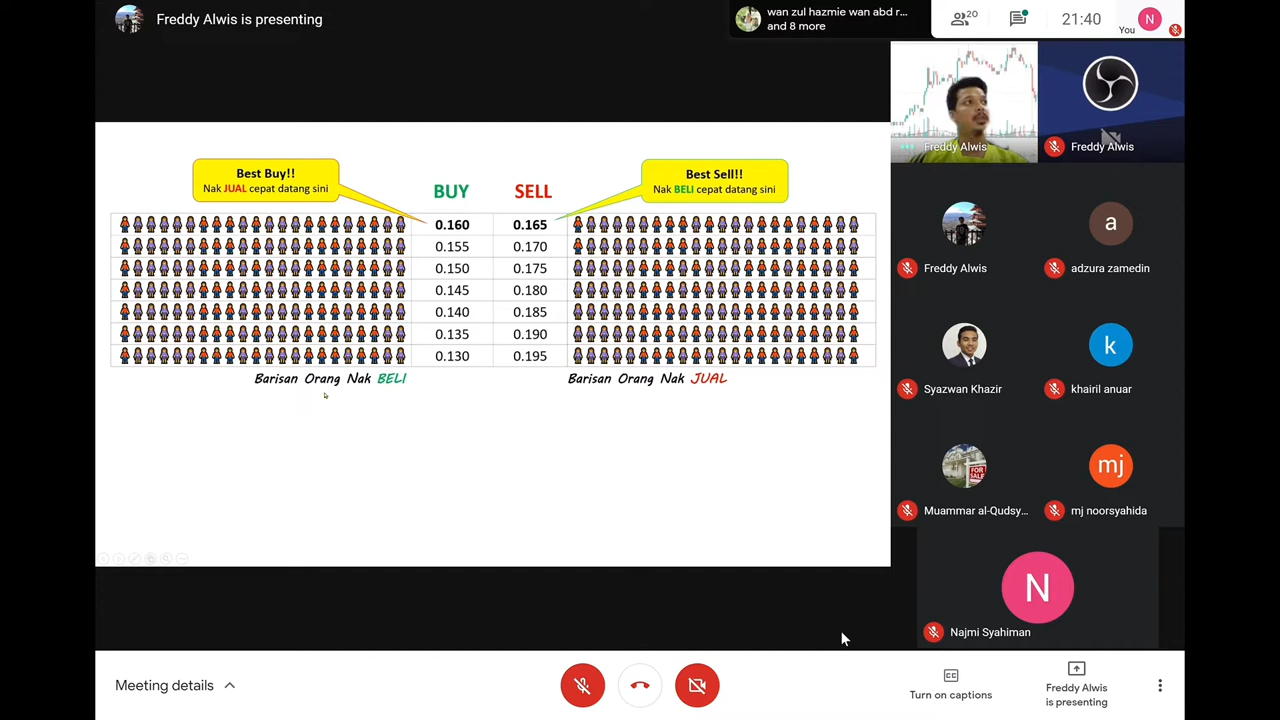 Freddy Alwis is presenting
wan zul hazmie wan abd r...
and 8 more
20
21:40
N
You
Best Buy!!
Nak JUAL cepat datang sini
BUY
SELL
Best Sell!!
Nak BELI cepat datang sini
0.160 0.165
0.155 0.170
0.150 0.175
0.145 0.180
0.140 0.185
0.135 0.190
0.130 0.195
Barisan Orang Nak BELI
Barisan Orang Nak JUAL
Freddy Alwis
Freddy Alwis
a
Freddy Alwis
adzura zamedin
k
Syazwan Khazir
khairil anuar
FOR
SALE
mj
Muammar al-Qudsy...
mj noorsyahida
N
Najmi Syahiman
Meeting details
CC
Turn on captions
Freddy Alwis
is presenting